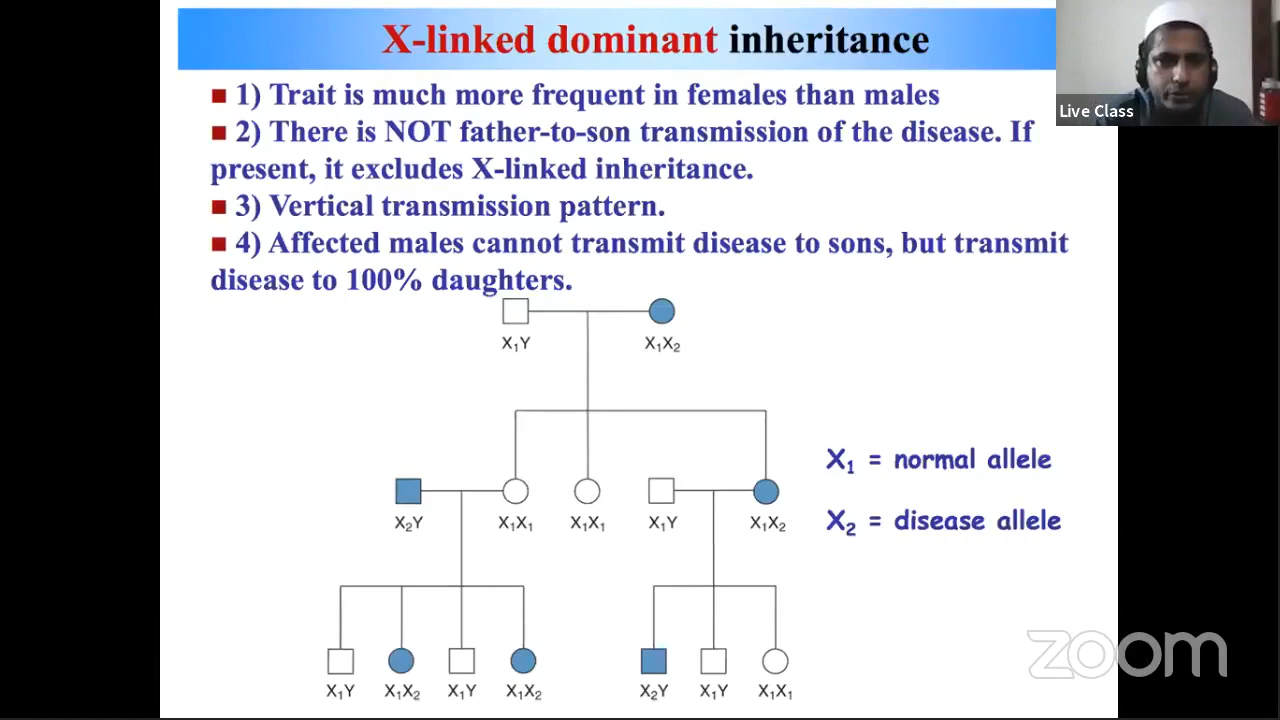 X-linked dominant inheritance
1) Trait is much more frequent in females than males
2) There is NOT father-to-son transmission of the disease. If
present, it excludes X-linked inheritance.
3) Vertical transmission pattern.
4) Affected males cannot transmit disease to sons, but transmit
disease to 100% daughters.
Live Class
X₁Y X₁X₂
X₁ = normal allele
X₂ = disease allele
X₂Y X₁X₁ X₁X₁ X₁Y X₁X₂
X₁Y X₁X₂ X₁Y X₁X₂ X₂Y X₁Y X₁X₁
zoom